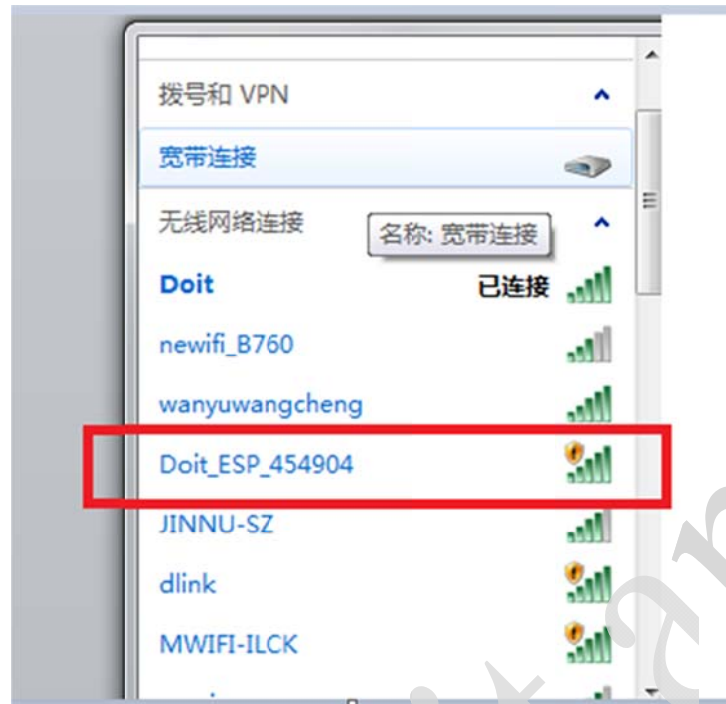 拨号和 VPN
宽带连接
无线网络连接
名称: 宽带连接
Doit 已连接
newifi_B760
wanyuwangcheng
Doit_ESP_454904
JINNU-SZ
dlink
MWIFI-ILCK